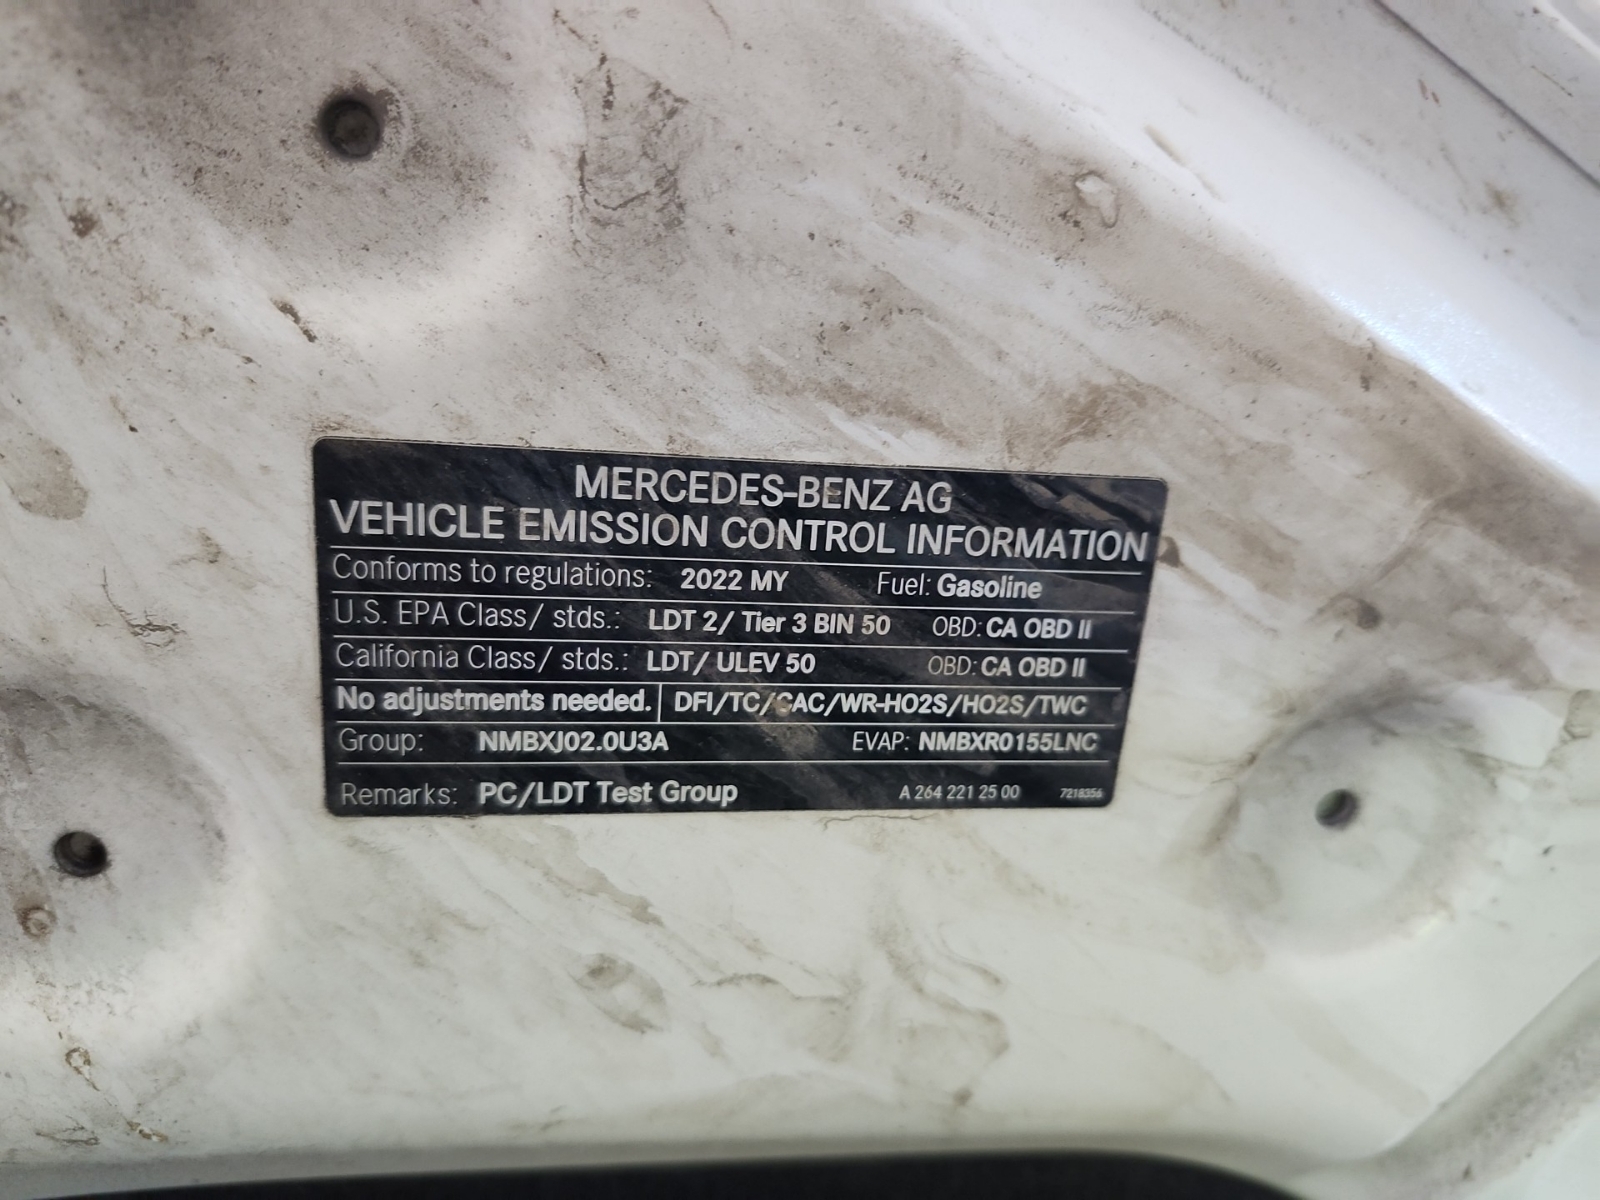 MERCEDES-BENZ AG
VEHICLE EMISSION CONTROL INFORMATION
Conforms to regulations: 2022 MY Fuel: Gasoline
U.S. EPA Class/ stds.: LDT 2/ Tier 3 BIN 50 OBD: CA OBD II
California Class/ stds.: LDT/ ULEV 50 OBD: CA OBD II
No adjustments needed. DFI/TC/CAC/WR-HO2S/HO2S/TWC
Group: NMBXJ02.0U3A EVAP: NMBXR0155LNC
Remarks: PC/LDT Test Group A 264 221 25 00 7218356